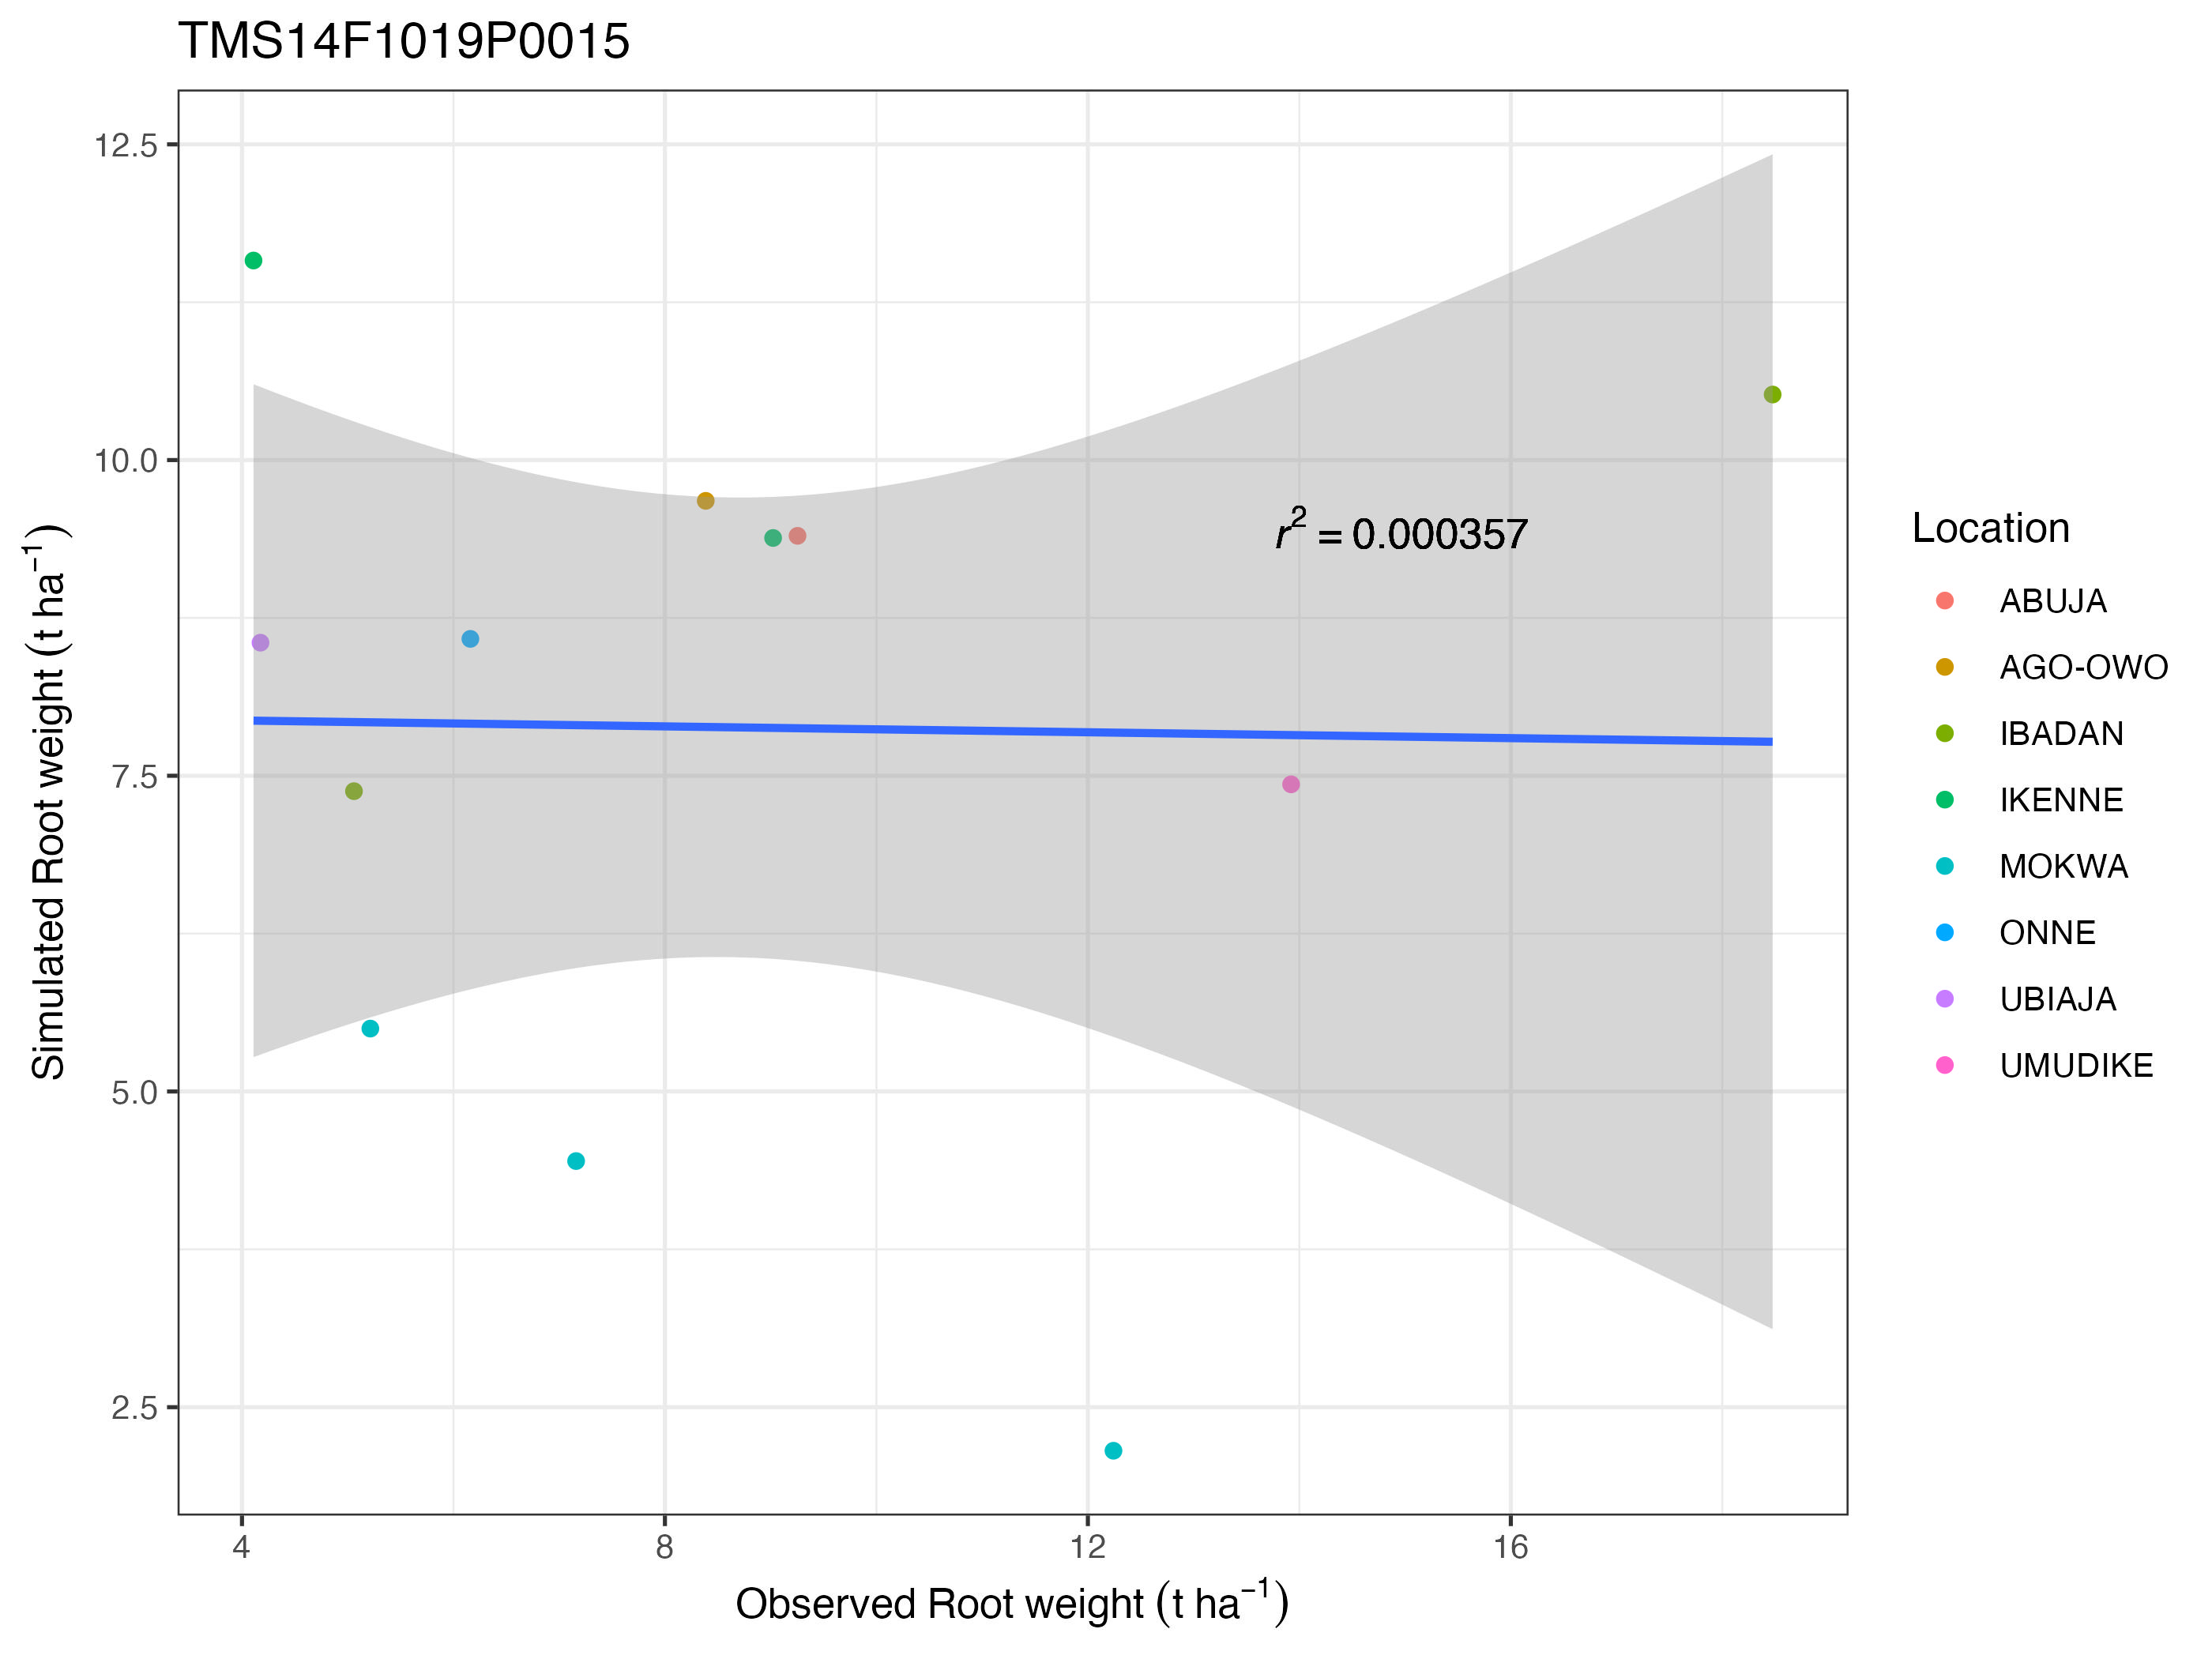 TMS14F1019P0015
12.5
10.0
7.5
5.0
2.5
Simulated Root weight (t ha⁻¹)
r² = 0.000357
4 8 12 16
Observed Root weight (t ha⁻¹)
Location
ABUJA
AGO-OWO
IBADAN
IKENNE
MOKWA
ONNE
UBIAJA
UMUDIKE